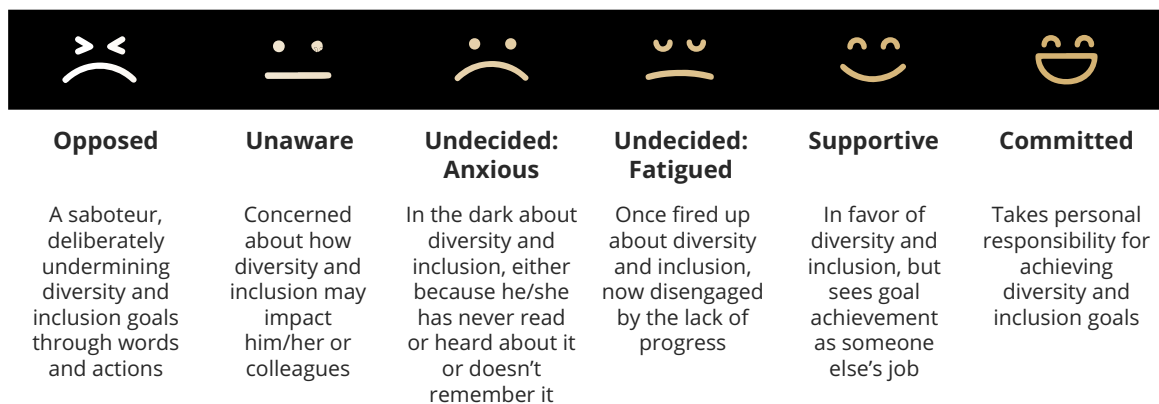 Opposed
A saboteur,
deliberately
undermining
diversity and
inclusion goals
through words
and actions
Unaware
Concerned
about how
diversity and
inclusion may
impact
him/her or
colleagues
Undecided:
Anxious
In the dark about
diversity and
inclusion, either
because he/she
has never read
or heard about it
or doesn’t
remember it
Undecided:
Fatigued
Once fired up
about diversity
and inclusion,
now disengaged
by the lack of
progress
Supportive
In favor of
diversity and
inclusion, but
sees goal
achievement
as someone
else’s job
Committed
Takes personal
responsibility for
achieving
diversity and
inclusion goals